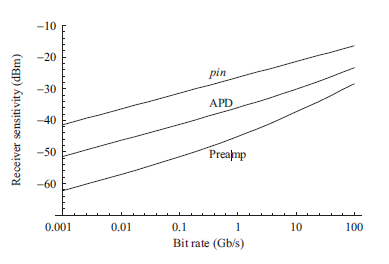 −10
−20
−30
−40
−50
−60
Receiver sensitivity (dBm)
pin
APD
Preamp
0.001 0.01 0.1 1 10 100
Bit rate (Gb/s)